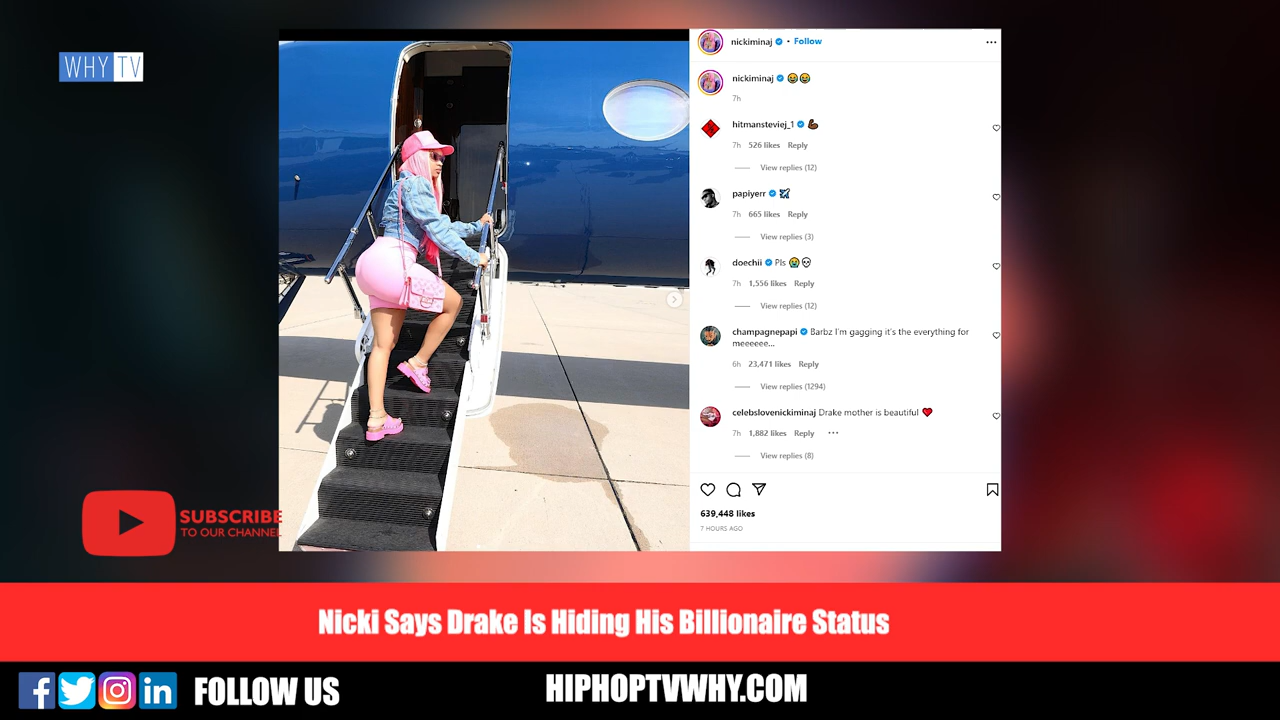 WHY TV
nickiminaj • Follow
nickiminaj
7h
hitmansteviej_1
7h 526 likes Reply
View replies (12)
papiyerr
7h 665 likes Reply
View replies (3)
doechii Pls
7h 1,556 likes Reply
View replies (12)
champagnepapi Barbz I'm gagging it's the everything for
meeeeee...
6h 23,471 likes Reply
View replies (1294)
celebslovenickiminaj Drake mother is beautiful
7h 1,882 likes Reply
View replies (8)
639,448 likes
7 HOURS AGO
SUBSCRIBE
TO OUR CHANNEL
Nicki Says Drake Is Hiding His Billionaire Status
FOLLOW US
HIPHOPTVWHY.COM